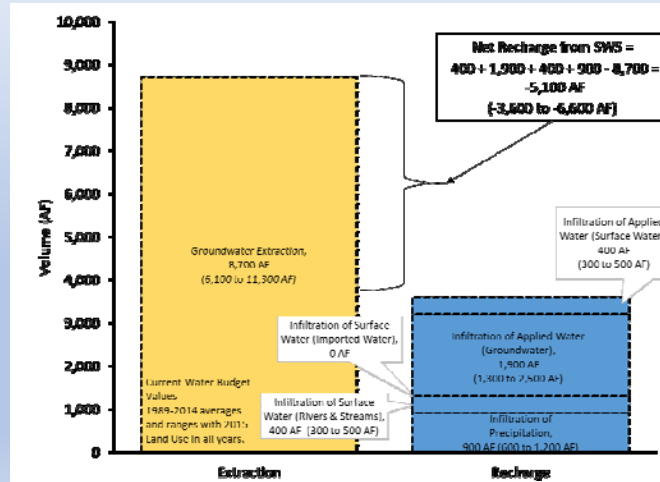 10,000
9,000
8,000
7,000
6,000
5,000
4,000
3,000
2,000
1,000
0
Volume (AF)
Net Recharge from SWS =
400 + 1,900 + 400 + 900 - 8,700 =
-5,100 AF
(-3,600 to -6,600 AF)
Groundwater Extraction,
8,700 AF
(6,100 to 11,300 AF)
Current Water Budget
Values
1989-2014 averages
and ranges with 2015
Land Use in all years.
Infiltration of Applied
Water (Surface Water
400 AF
(300 to 500 AF)
Infiltration of Surface
Water (Imported Water),
0 AF
Infiltration of Applied Water
(Groundwater),
1,900 AF
(1,300 to 2,500 AF)
Infiltration of Surface
Water (Rivers & Streams),
400 AF (300 to 500 AF)
Infiltration of
Precipitation,
900 AF (600 to 1,200 AF)
Extraction
Recharge